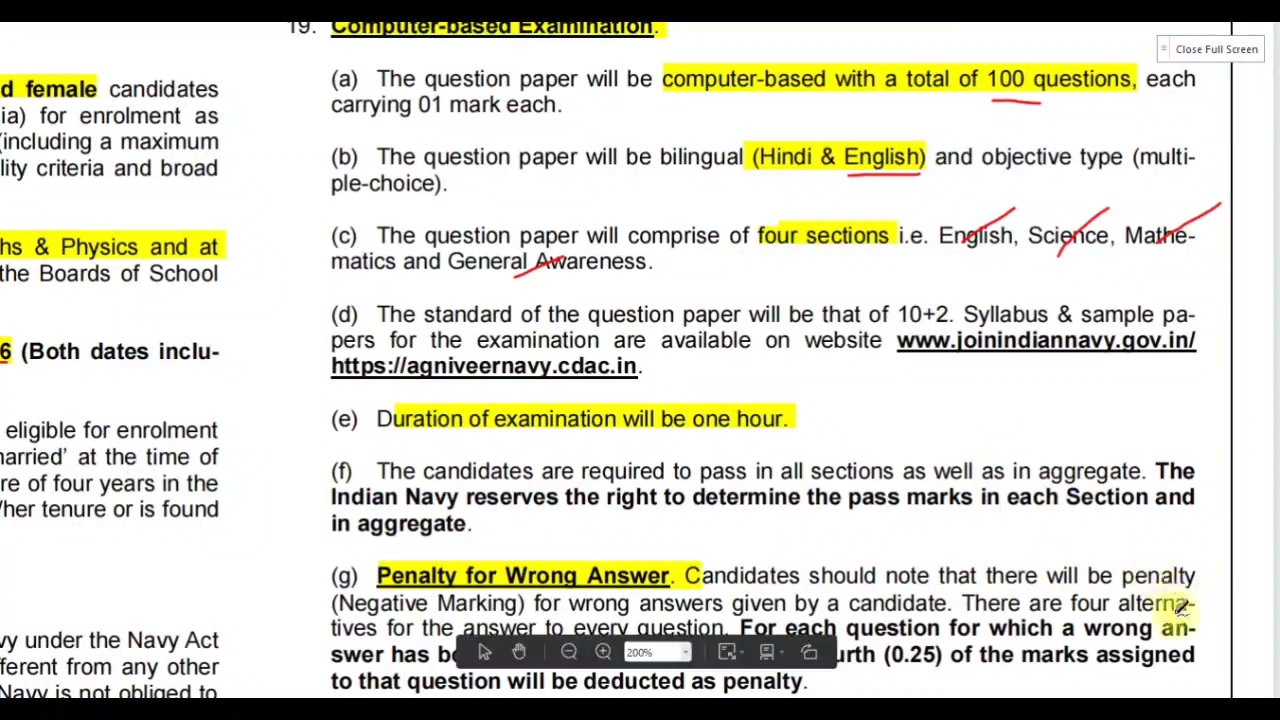 d female candidates
ia) for enrolment as
(including a maximum
lity criteria and broad
hs & Physics and at
the Boards of School
6 (Both dates inclu-
eligible for enrolment
arried' at the time of
re of four years in the
her tenure or is found
vy under the Navy Act
fferent from any other
Navy is not obliged to
19. Computer-based Examination.
(a) The question paper will be computer-based with a total of 100 questions, each
carrying 01 mark each.
(b) The question paper will be bilingual (Hindi & English) and objective type (multi-
ple-choice).
(c) The question paper will comprise of four sections i.e. English, Science, Mathe-
matics and General Awareness.
(d) The standard of the question paper will be that of 10+2. Syllabus & sample pa-
pers for the examination are available on website www.joinindiannavy.gov.in/
https://agniveernavy.cdac.in.
(e) Duration of examination will be one hour.
(f) The candidates are required to pass in all sections as well as in aggregate. The
Indian Navy reserves the right to determine the pass marks in each Section and
in aggregate.
(g) Penalty for Wrong Answer. Candidates should note that there will be penalty
(Negative Marking) for wrong answers given by a candidate. There are four alterna-
tives for the answer to every question. For each question for which a wrong an-
swer has (0.25) of the marks assigned
to that question will be deducted as penalty.
Close Full Screen
200%